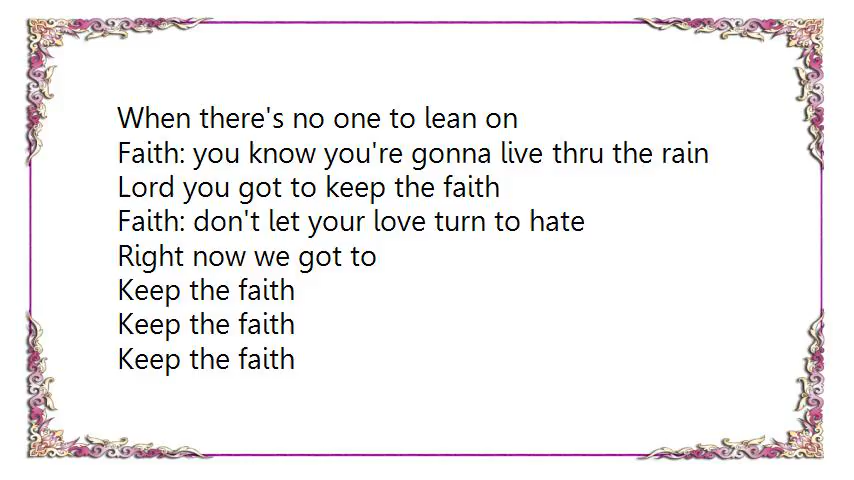 When there's no one to lean on
Faith: you know you're gonna live thru the rain
Lord you got to keep the faith
Faith: don't let your love turn to hate
Right now we got to
Keep the faith
Keep the faith
Keep the faith